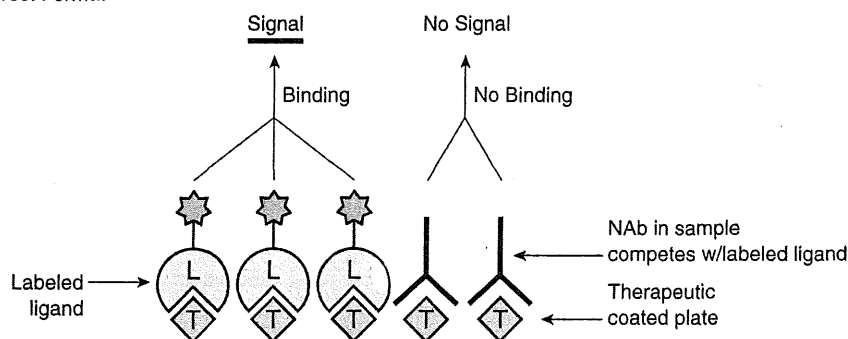 Signal
No Signal
Binding
No Binding
NAb in sample
competes w/labeled ligand
Labeled
ligand
L
L
L
Therapeutic
coated plate
T
T
T
T
T